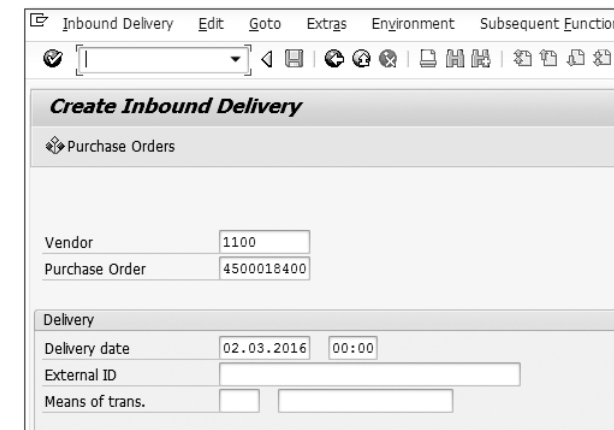 Inbound Delivery Edit Goto Extras Environment Subsequent Functio
Create Inbound Delivery
Purchase Orders
Vendor 1100
Purchase Order 4500018400
Delivery
Delivery date 02.03.2016 00:00
External ID
Means of trans.